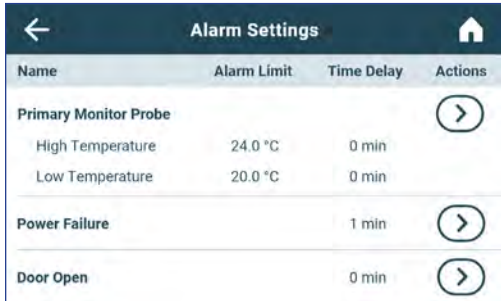 Alarm Settings
Name Alarm Limit Time Delay Actions
Primary Monitor Probe
High Temperature 24.0 °C 0 min
Low Temperature 20.0 °C 0 min
Power Failure 1 min
Door Open 0 min